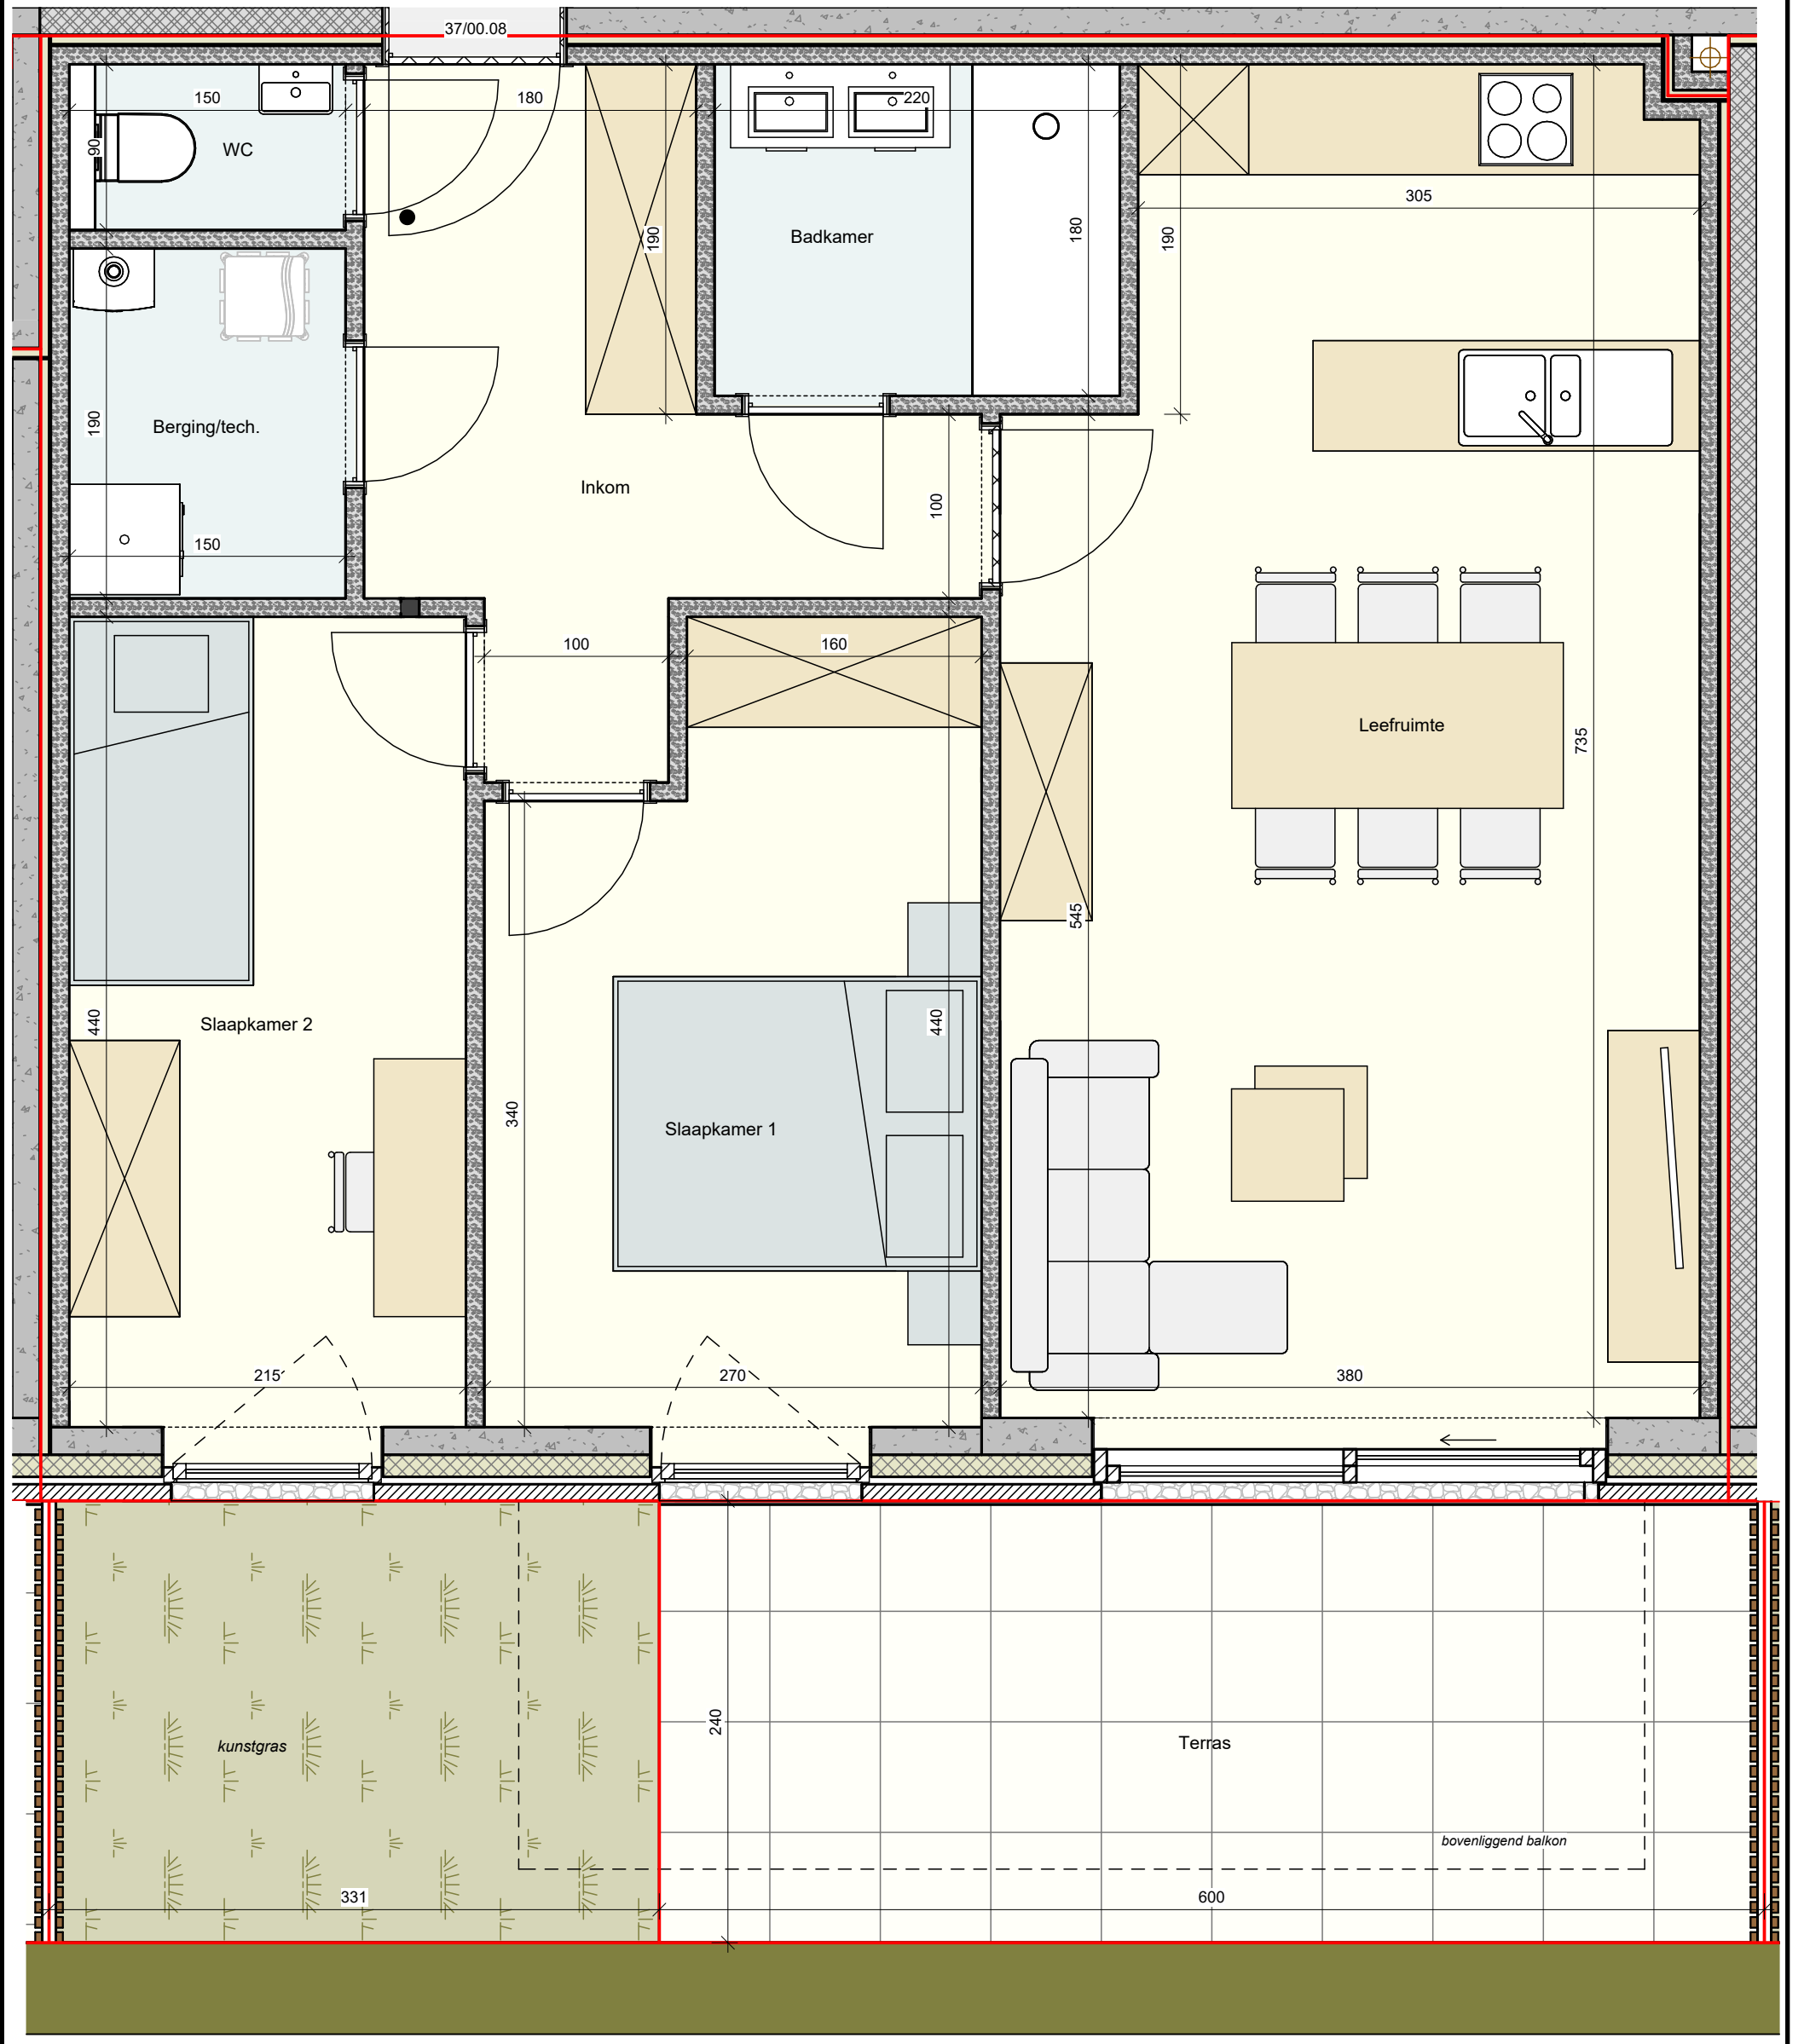 37/00.08
150
180
220
90
WC
305
190
Badkamer
180
190
190
Berging/tech.
Inkom
100
150
100
160
Leefruimte
735
545
440
Slaapkamer 2
440
340
Slaapkamer 1
215
270
380
240
kunstgras
Terras
bovenliggend balkon
331
600